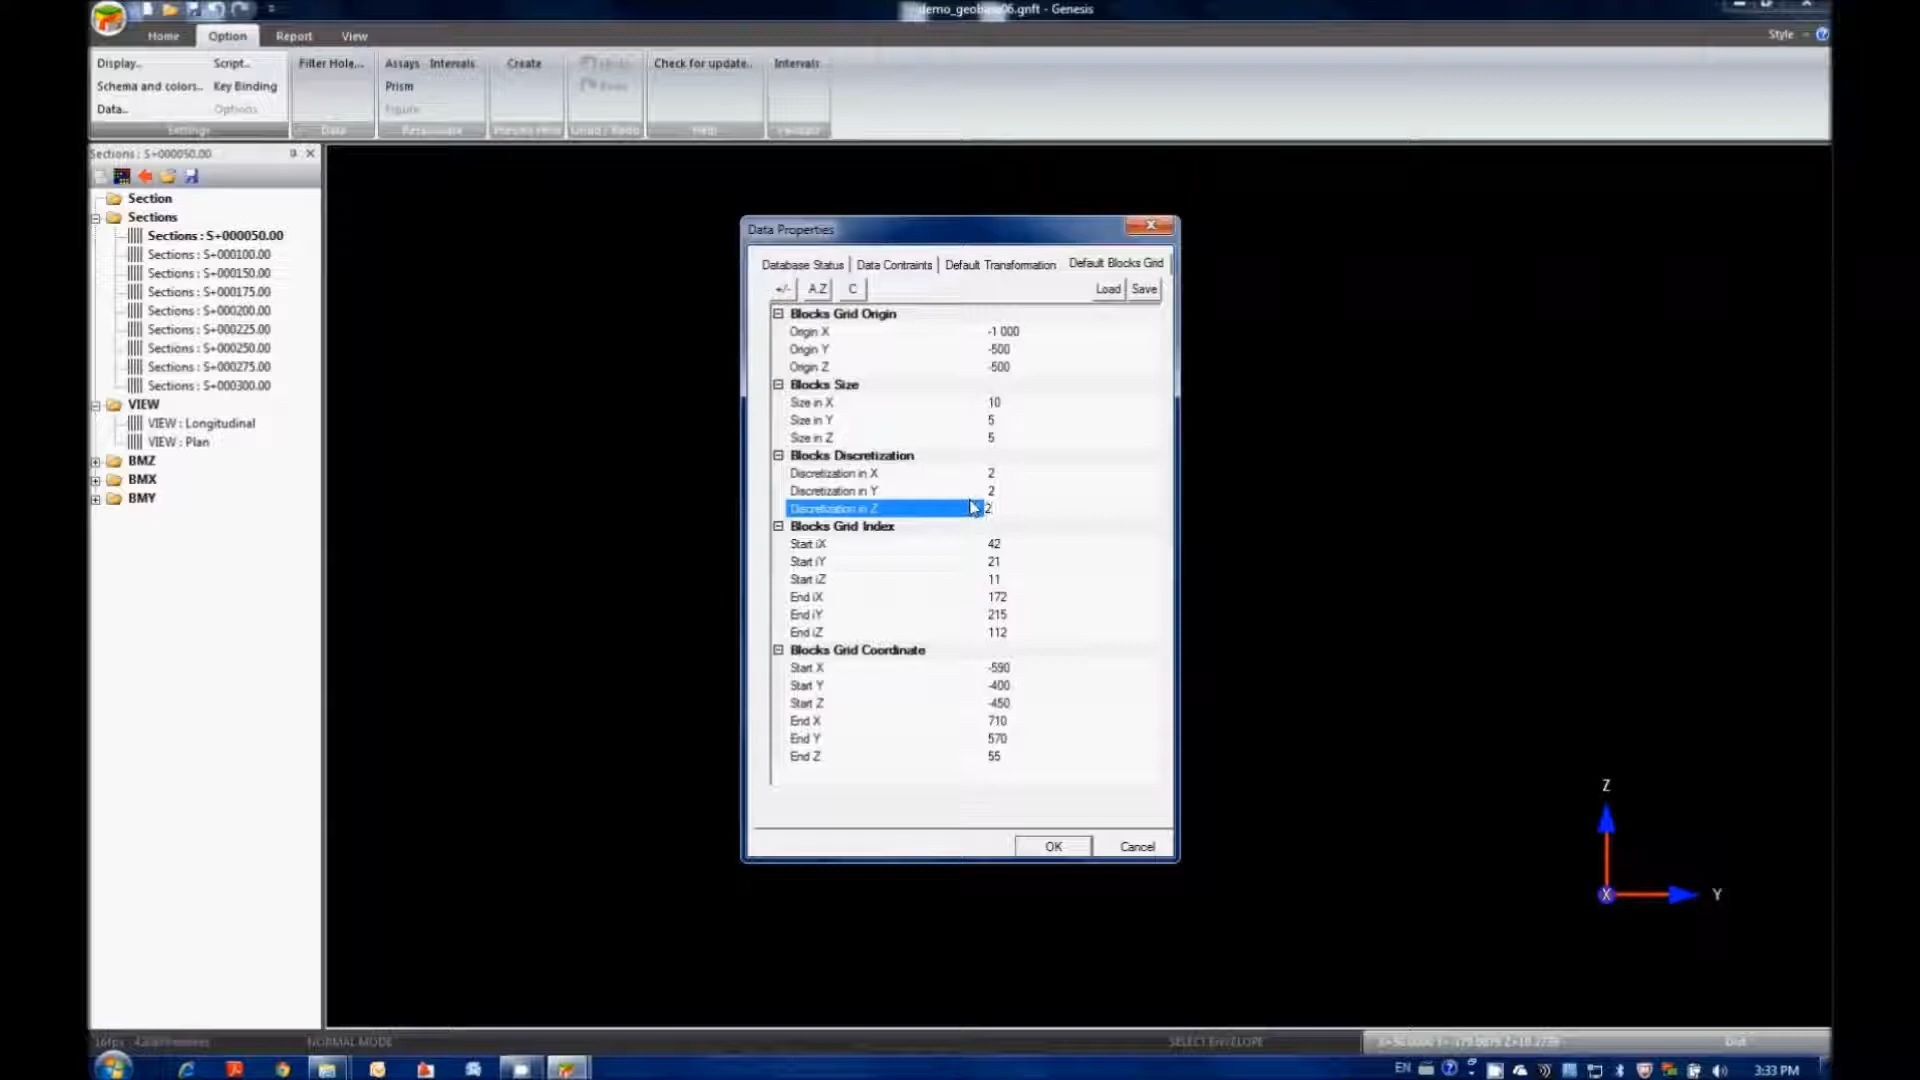 demo_geobase06.gnft - Genesis
Home Option Report View Style
Display.. Script.. Filter Hole... Assays Intervals Create Undo Check for update.. Intervals
Schema and colors.. Key Binding Prism Redo
Data.. Options Figure
Settings Data Help
Sections : S+000050.00
Section
Sections
Sections : S+000050.00
Sections : S+000100.00
Sections : S+000150.00
Sections : S+000175.00
Sections : S+000200.00
Sections : S+000225.00
Sections : S+000250.00
Sections : S+000275.00
Sections : S+000300.00
VIEW
VIEW : Longitudinal
VIEW : Plan
BMZ
BMX
BMY
Data Properties
Database Status Data Contraints Default Transformation Default Blocks Grid
+/- A.Z C Load Save
Blocks Grid Origin
Origin X -1 000
Origin Y -500
Origin Z -500
Blocks Size
Size in X 10
Size in Y 5
Size in Z 5
Blocks Discretization
Discretization in X 2
Discretization in Y 2
Discretization in Z 2
Blocks Grid Index
Start iX 42
Start iY 21
Start iZ 11
End iX 172
End iY 215
End iZ 112
Blocks Grid Coordinate
Start X -590
Start Y -400
Start Z -450
End X 710
End Y 570
End Z 55
OK Cancel
Z
X Y
NORMAL MODE SELECT ENVELOPE
EN 3:33 PM